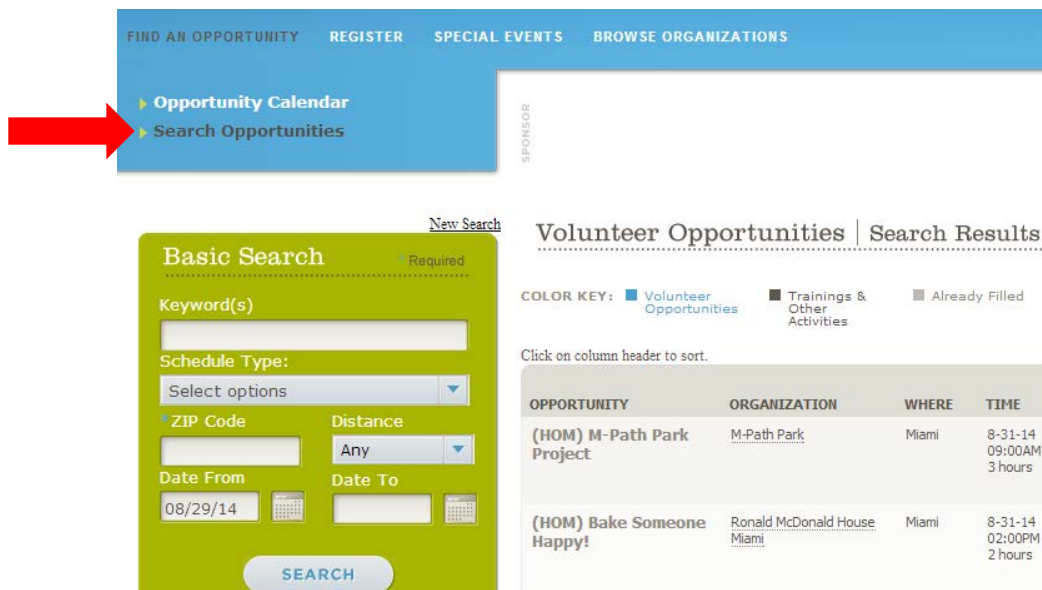 FIND AN OPPORTUNITY REGISTER SPECIAL EVENTS BROWSE ORGANIZATIONS
Opportunity Calendar
Search Opportunities
SPONSOR
New Search
Basic Search
* Required
Keyword(s)
Schedule Type:
Select options
*ZIP Code Distance
Any
Date From Date To
08/29/14
SEARCH
Volunteer Opportunities | Search Results
COLOR KEY: Volunteer Opportunities Trainings & Other Activities Already Filled
Click on column header to sort.
OPPORTUNITY ORGANIZATION WHERE TIME
(HOM) M-Path Park M-Path Park Miami 8-31-14
Project 09:00AM
3 hours
(HOM) Bake Someone Ronald McDonald House Miami 8-31-14
Happy! Miami 02:00PM
2 hours